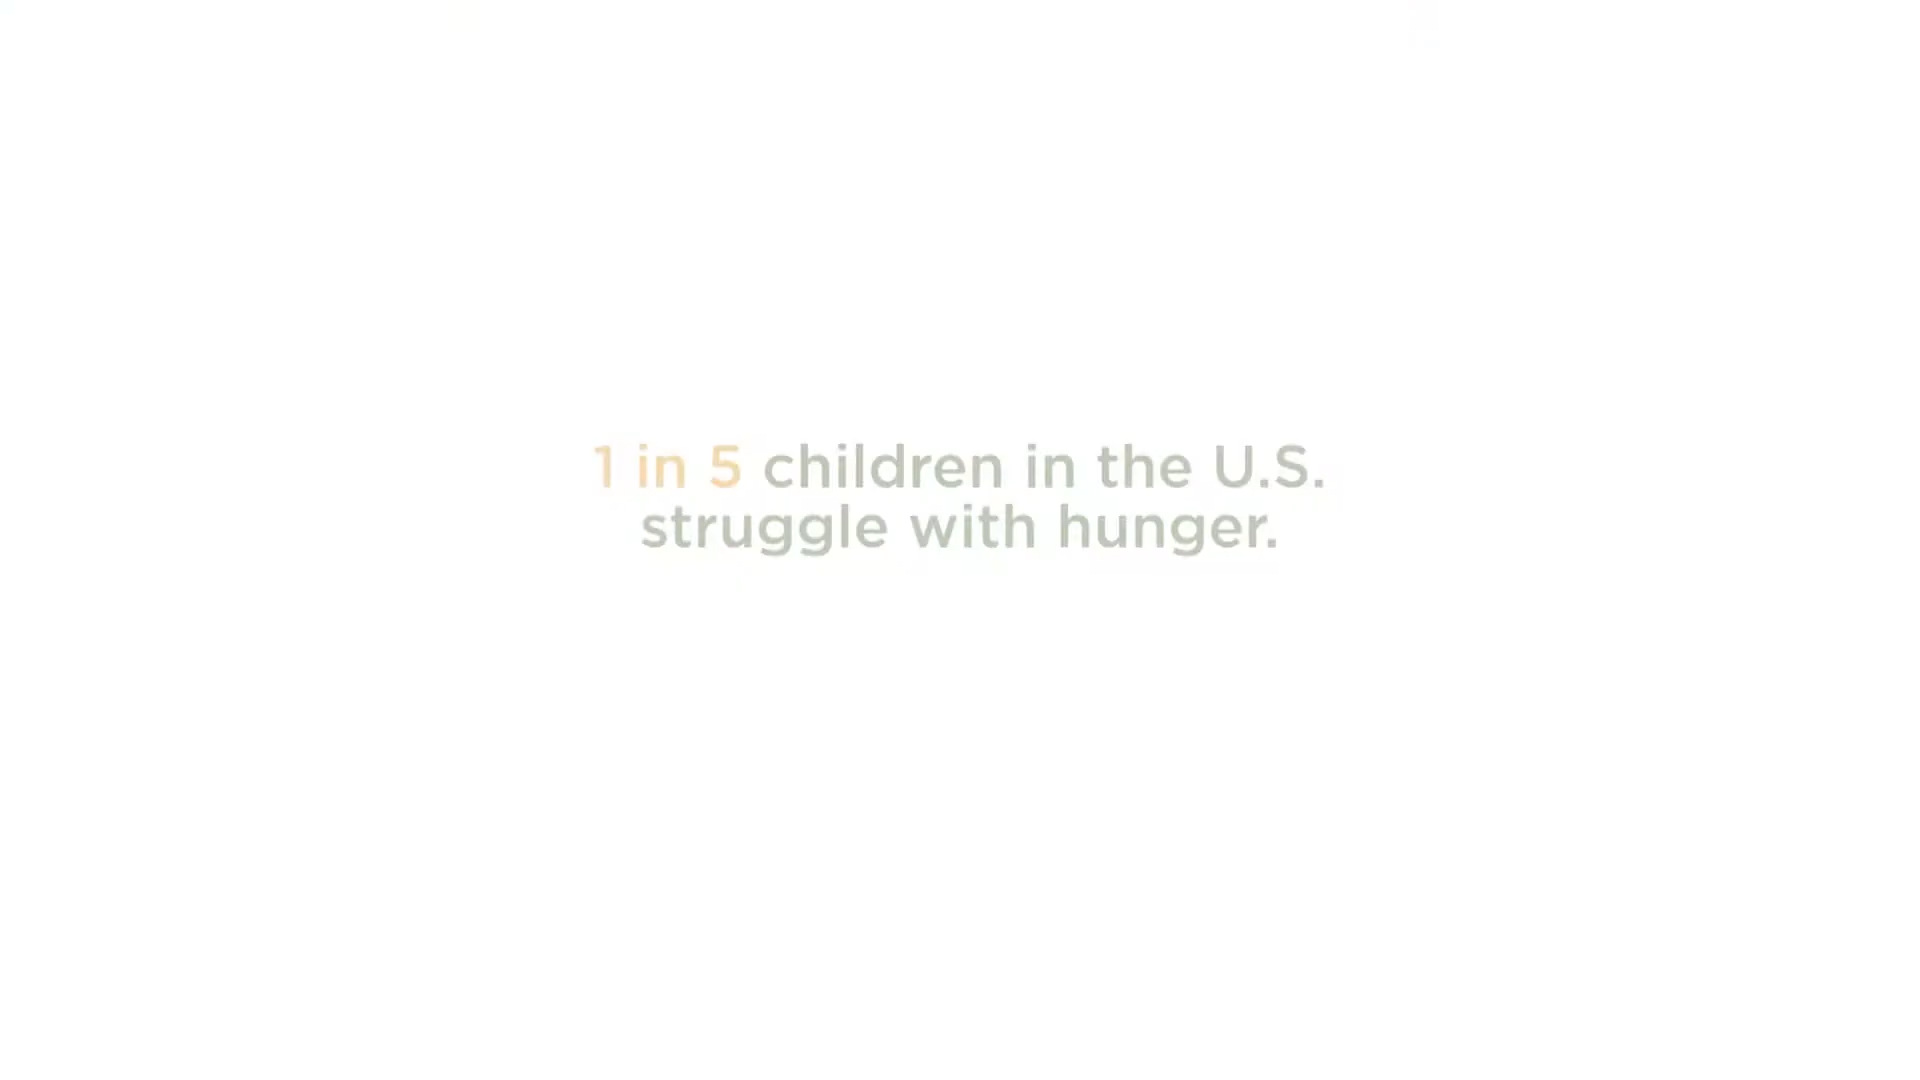 1 in 5 children in the U.S.
struggle with hunger.